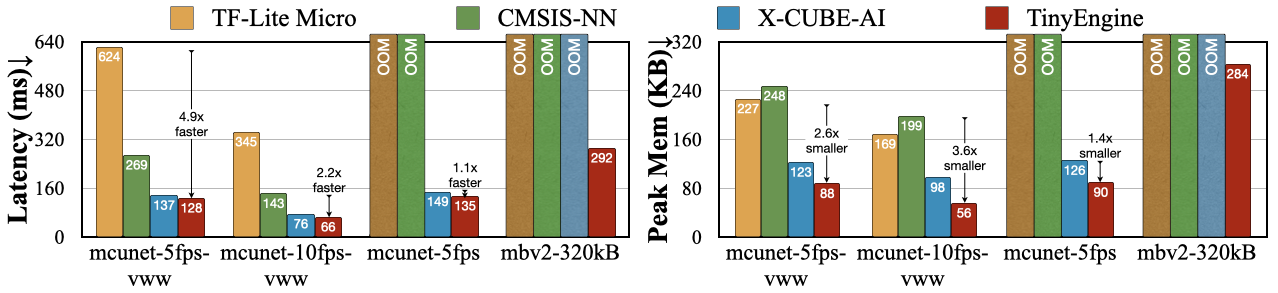 TF-Lite Micro CMSIS-NN X-CUBE-AI TinyEngine
Latency (ms)↓
640
480
320
160
0
624
269
137
128
4.9x
faster
345
143
76
66
2.2x
faster
OOM
OOM
149
135
1.1x
faster
OOM
OOM
OOM
292
mcunet-5fps-
vww
mcunet-10fps-
vww
mcunet-5fps
mbv2-320kB
Peak Mem (KB)↓
320
240
160
80
0
227
248
123
88
2.6x
smaller
169
199
98
56
3.6x
smaller
OOM
OOM
126
90
1.4x
smaller
OOM
OOM
OOM
284
mcunet-5fps-
vww
mcunet-10fps-
vww
mcunet-5fps
mbv2-320kB